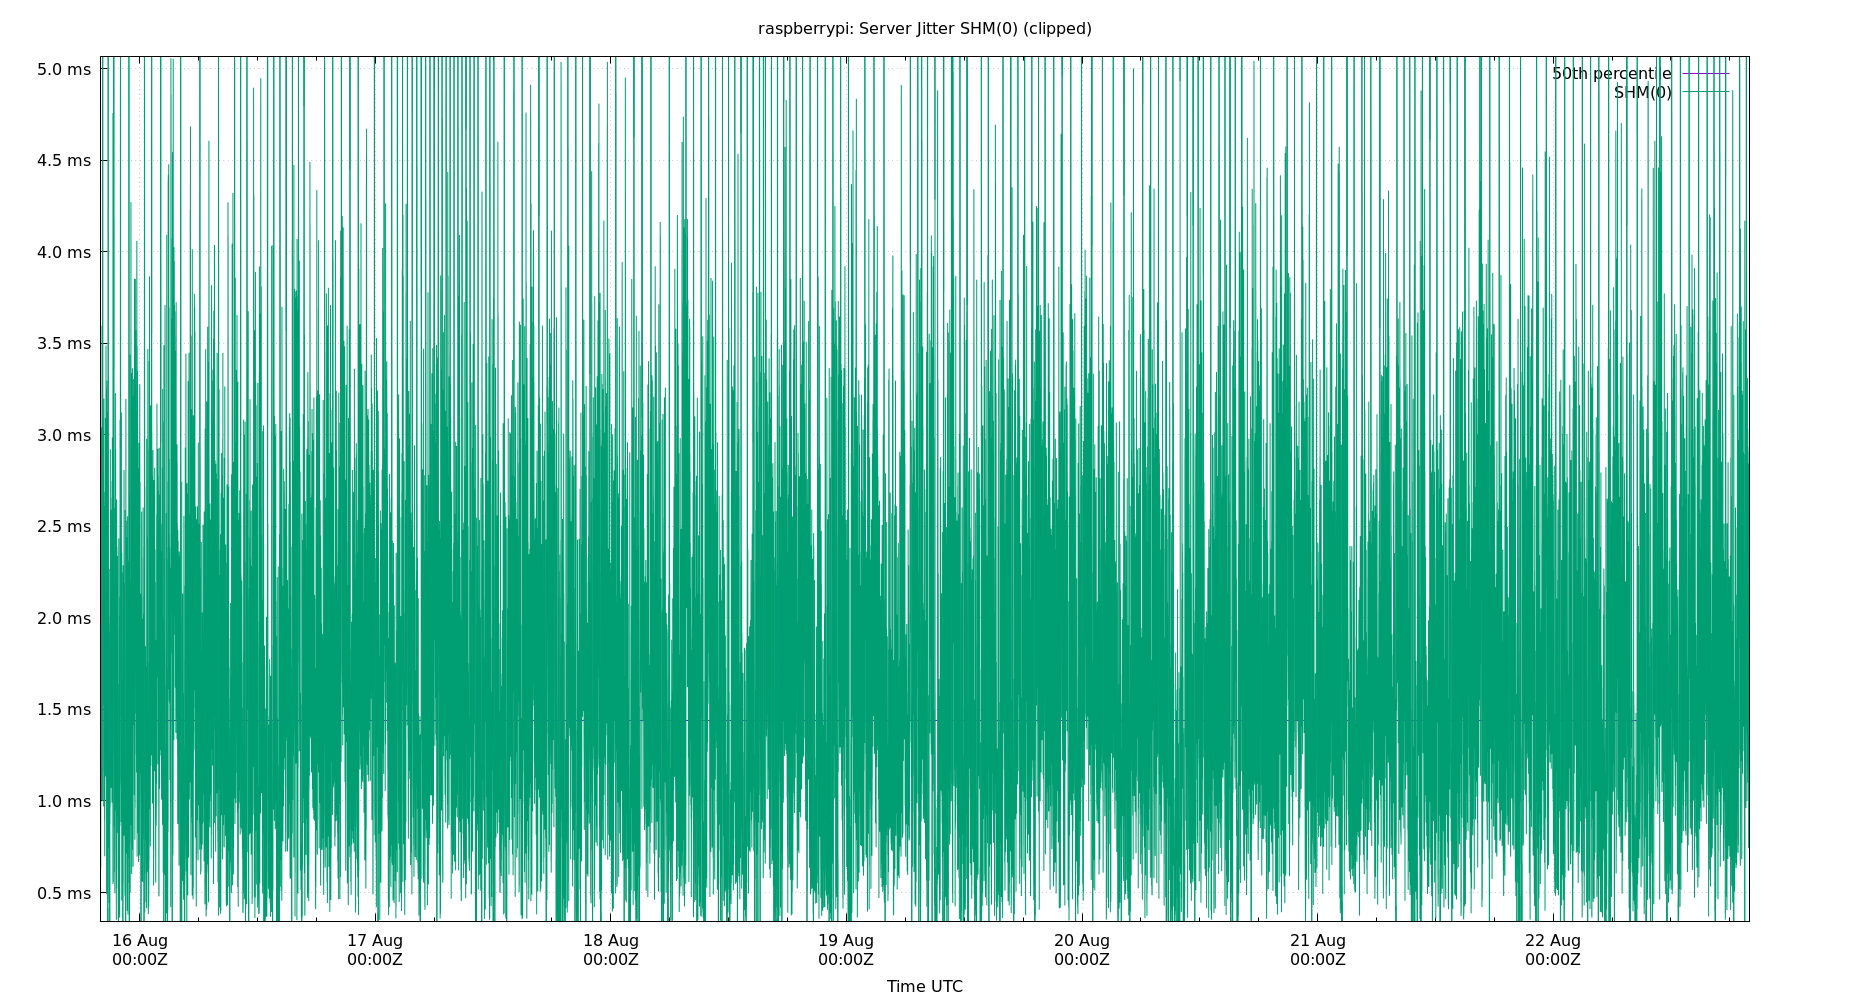 raspberrypi: Server Jitter SHM(0) (clipped)
5.0 ms
50th percentile
SHM(0)
4.5 ms
4.0 ms
3.5 ms
3.0 ms
2.5 ms
2.0 ms
1.5 ms
1.0 ms
0.5 ms
16 Aug 17 Aug 18 Aug 19 Aug 20 Aug 21 Aug 22 Aug
00:00Z 00:00Z 00:00Z 00:00Z 00:00Z 00:00Z 00:00Z
Time UTC